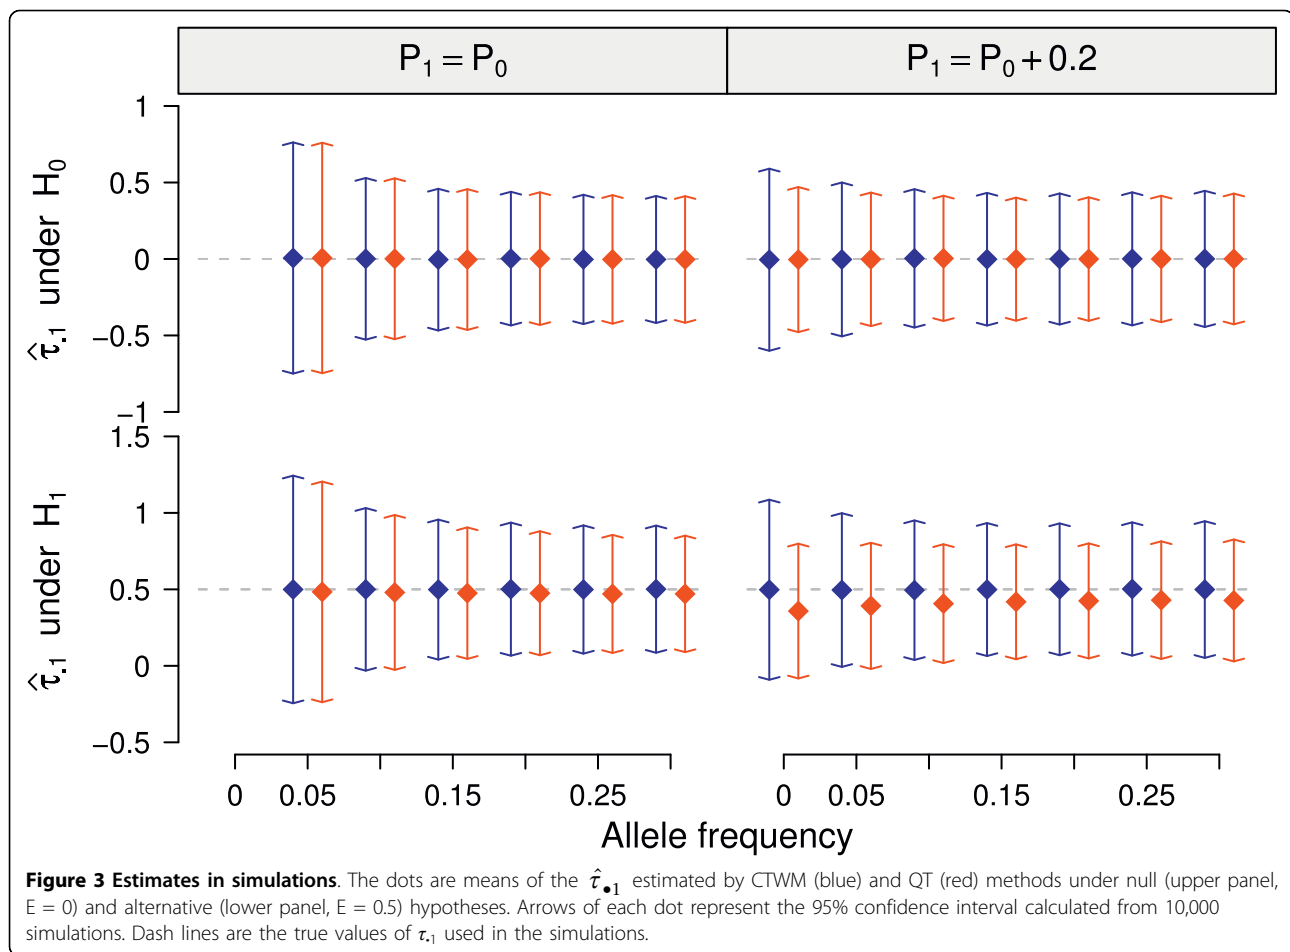 P₁ = P₀
P₁ = P₀ + 0.2
τ̂.₁ under H₀
1
0.5
0
−0.5
−1
τ̂.₁ under H₁
1.5
1
0.5
0
−0.5
0 0.05 0.15 0.25
0 0.05 0.15 0.25
Allele frequency
Figure 3 Estimates in simulations. The dots are means of the τ̂•₁ estimated by CTWM (blue) and QT (red) methods under null (upper panel,
E = 0) and alternative (lower panel, E = 0.5) hypotheses. Arrows of each dot represent the 95% confidence interval calculated from 10,000
simulations. Dash lines are the true values of τ.₁ used in the simulations.